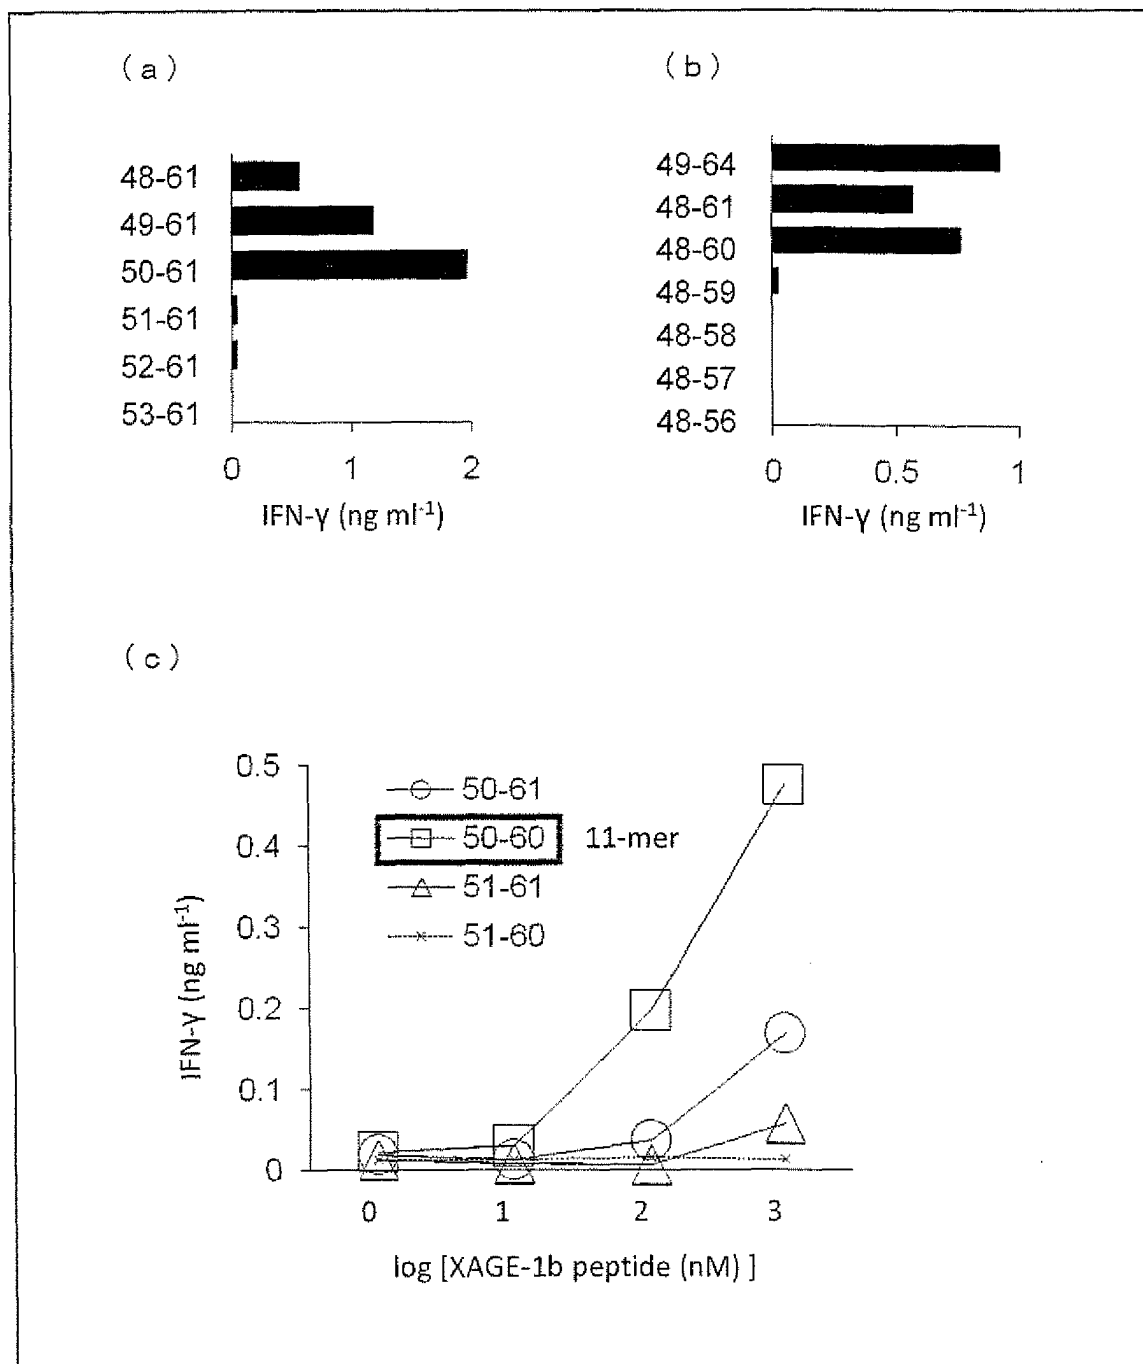 (a)
48-61
49-61
50-61
51-61
52-61
53-61
0 1 2
IFN-γ (ng ml⁻¹)
(b)
49-64
48-61
48-60
48-59
48-58
48-57
48-56
0 0.5 1
IFN-γ (ng ml⁻¹)
(c)
0.5
0.4
0.3
0.2
0.1
0
IFN-γ (ng ml⁻¹)
50-61
50-60 11-mer
51-61
51-60
0 1 2 3
log [XAGE-1b peptide (nM) ]